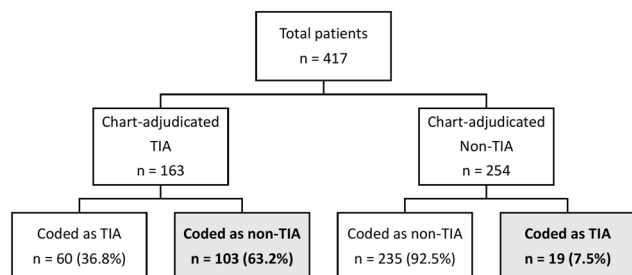 Total patients
n = 417
Chart-adjudicated
TIA
n = 163
Chart-adjudicated
Non-TIA
n = 254
Coded as TIA
n = 60 (36.8%)
Coded as non-TIA
n = 103 (63.2%)
Coded as non-TIA
n = 235 (92.5%)
Coded as TIA
n = 19 (7.5%)